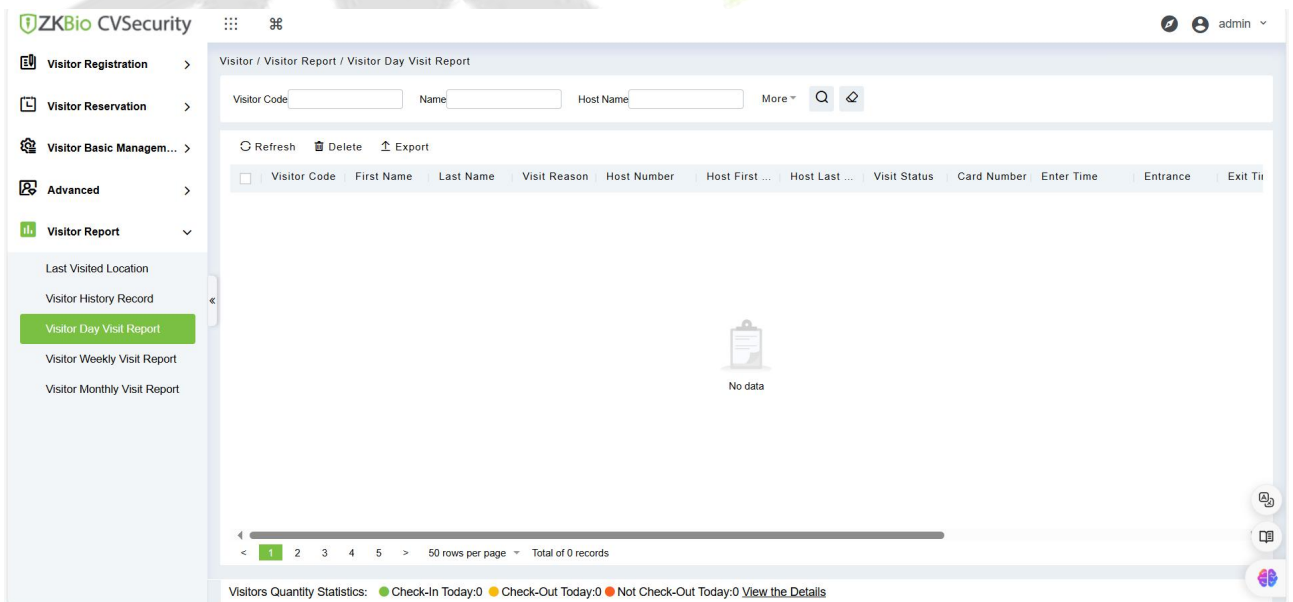 ZKBio CVSecurity
admin
Visitor Registration
Visitor Reservation
Visitor Basic Managem...
Advanced
Visitor Report
Last Visited Location
Visitor History Record
Visitor Day Visit Report
Visitor Weekly Visit Report
Visitor Monthly Visit Report
Visitor / Visitor Report / Visitor Day Visit Report
Visitor Code Name Host Name More
Refresh Delete Export
Visitor Code First Name Last Name Visit Reason Host Number Host First ... Host Last ... Visit Status Card Number Enter Time Entrance Exit Tir
No data
< 1 2 3 4 5 > 50 rows per page Total of 0 records
Visitors Quantity Statistics: Check-In Today:0 Check-Out Today:0 Not Check-Out Today:0 View the Details